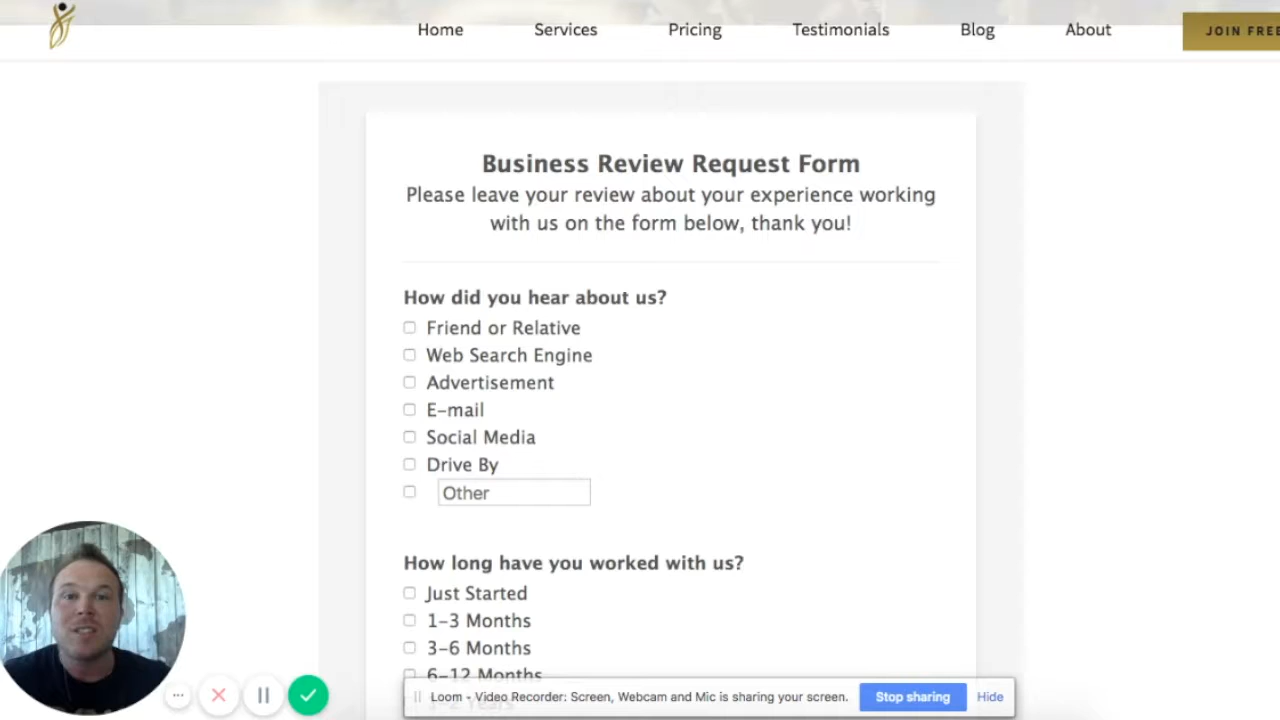 Home Services Pricing Testimonials Blog About JOIN FREE
Business Review Request Form
Please leave your review about your experience working
with us on the form below, thank you!
How did you hear about us?
Friend or Relative
Web Search Engine
Advertisement
E-mail
Social Media
Drive By
Other
How long have you worked with us?
Just Started
1-3 Months
3-6 Months
6-12 Months
Loom - Video Recorder: Screen, Webcam and Mic is sharing your screen. Stop sharing Hide
1-2 Years